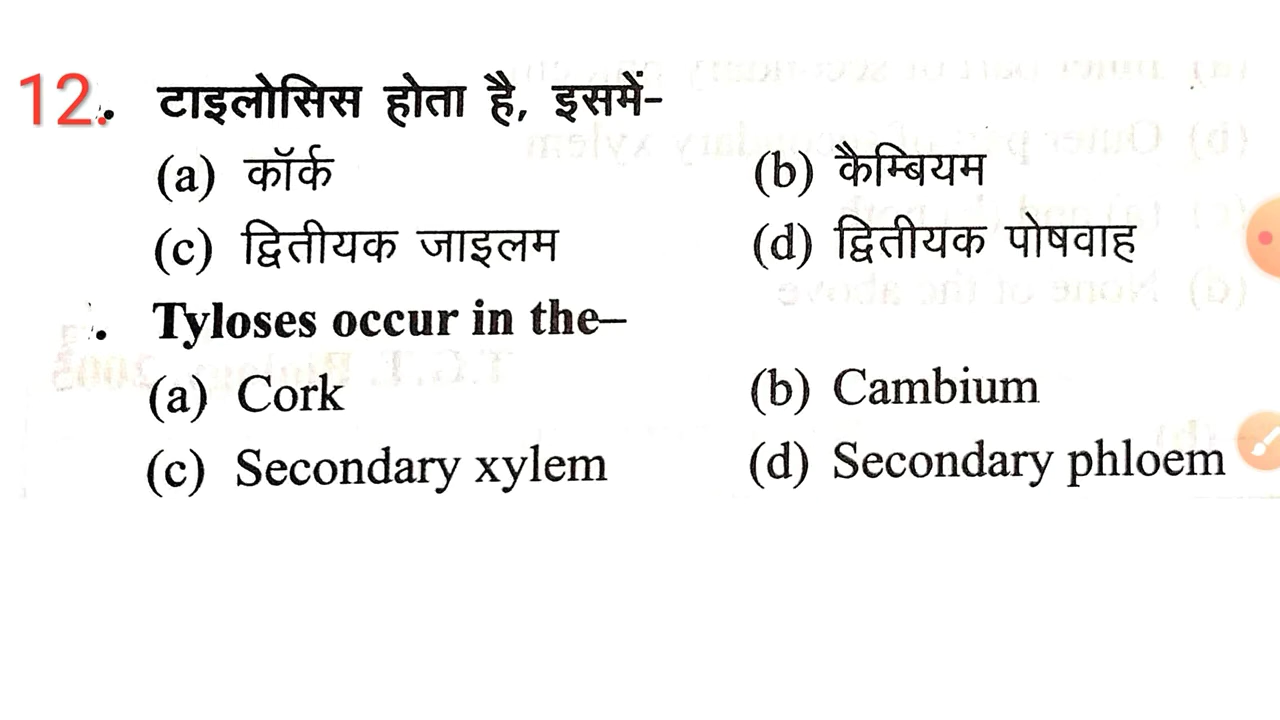 12. टाइलोसिस होता है, इसमें-
(a) कॉर्क (b) कैम्बियम
(c) द्वितीयक जाइलम (d) द्वितीयक पोषवाह
. Tyloses occur in the–
(a) Cork (b) Cambium
(c) Secondary xylem (d) Secondary phloem